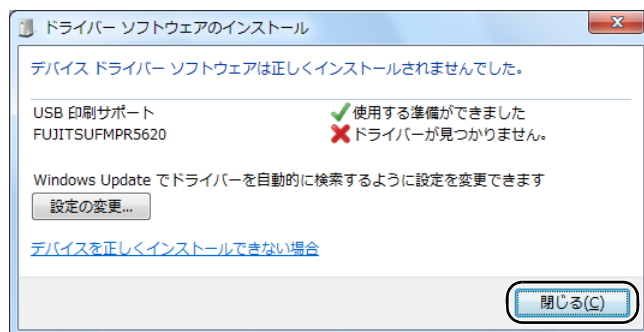 ドライバー ソフトウェアのインストール
デバイス ドライバー ソフトウェアは正しくインストールされませんでした。
USB 印刷サポート ✔使用する準備ができました
FUJITSUFMPR5620 ✖ドライバーが見つかりません。
Windows Update でドライバーを自動的に検索するように設定を変更できます
設定の変更...
デバイスを正しくインストールできない場合
閉じる(C)